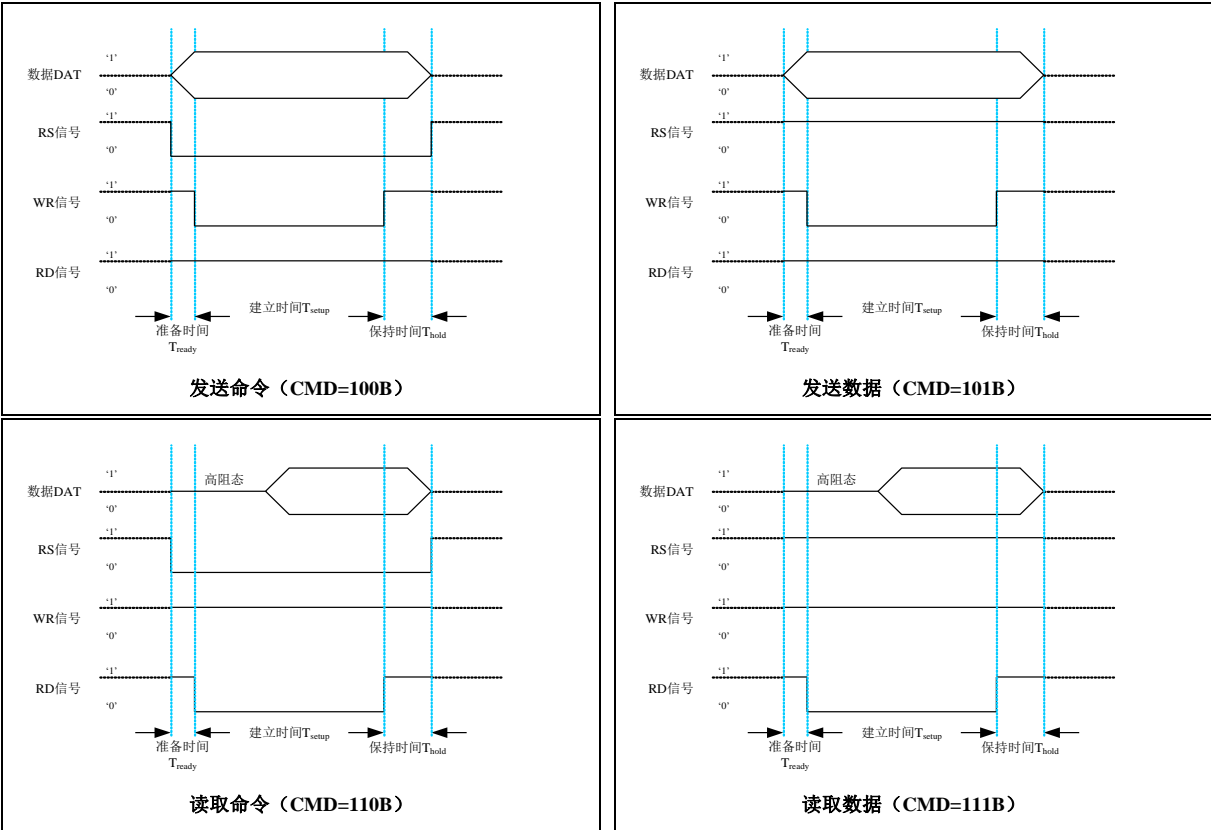 ‘1’
数据DAT
‘0’
‘1’
RS信号
‘0’
‘1’
WR信号
‘0’
‘1’
RD信号
‘0’
建立时间Tsetup
准备时间
Tready
保持时间Thold
发送命令（CMD=100B）
‘1’
数据DAT
‘0’
‘1’
RS信号
‘0’
‘1’
WR信号
‘0’
‘1’
RD信号
‘0’
建立时间Tsetup
准备时间
Tready
保持时间Thold
发送数据（CMD=101B）
‘1’
高阻态
数据DAT
‘0’
‘1’
RS信号
‘0’
‘1’
WR信号
‘0’
‘1’
RD信号
‘0’
建立时间Tsetup
准备时间
Tready
保持时间Thold
读取命令（CMD=110B）
‘1’
高阻态
数据DAT
‘0’
‘1’
RS信号
‘0’
‘1’
WR信号
‘0’
‘1’
RD信号
‘0’
建立时间Tsetup
准备时间
Tready
保持时间Thold
读取数据（CMD=111B）